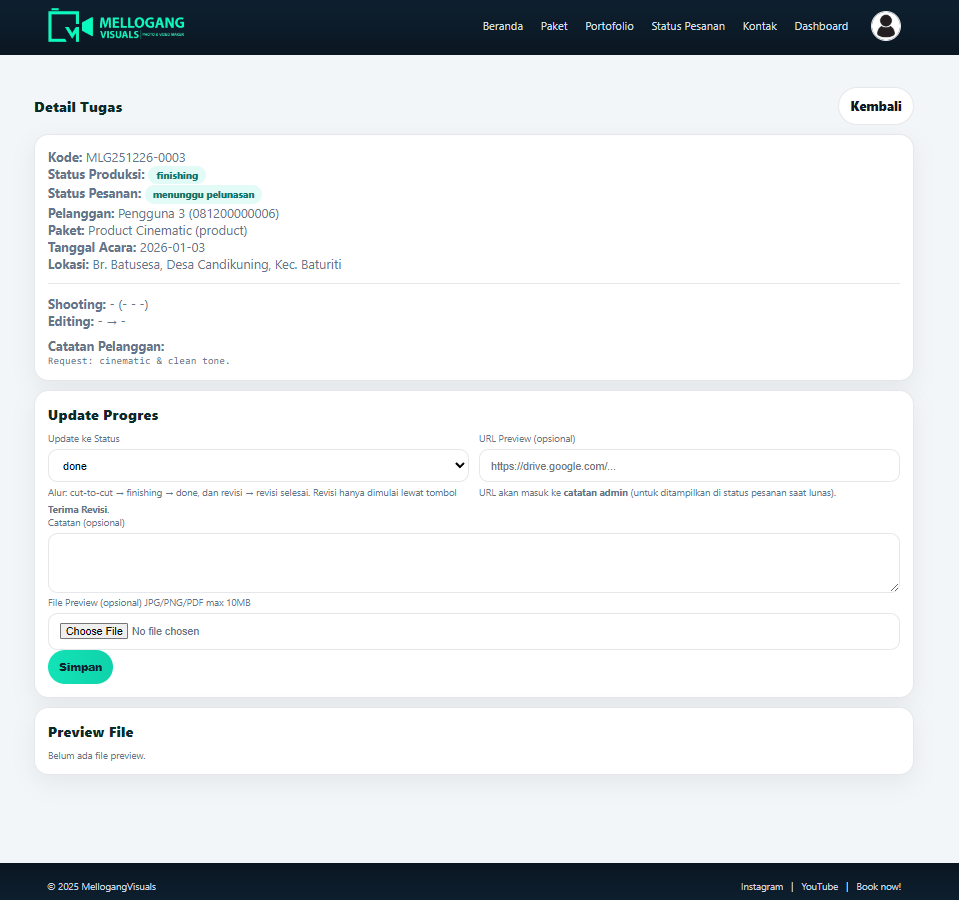 MELLOGANG
VISUALS PHOTO & VIDEO MAKER
Beranda Paket Portofolio Status Pesanan Kontak Dashboard
Detail Tugas
Kembali
Kode: MLG251226-0003
Status Produksi: finishing
Status Pesanan: menunggu pelunasan
Pelanggan: Pengguna 3 (081200000006)
Paket: Product Cinematic (product)
Tanggal Acara: 2026-01-03
Lokasi: Br. Batusesa, Desa Candikuning, Kec. Baturiti
Shooting: - (- - -)
Editing: - → -
Catatan Pelanggan:
Request: cinematic & clean tone.
Update Progres
Update ke Status
done
Alur: cut-to-cut → finishing → done, dan revisi → revisi selesai. Revisi hanya dimulai lewat tombol
Terima Revisi.
URL Preview (opsional)
https://drive.google.com/...
URL akan masuk ke catatan admin (untuk ditampilkan di status pesanan saat lunas).
Catatan (opsional)
File Preview (opsional) JPG/PNG/PDF max 10MB
Choose File No file chosen
Simpan
Preview File
Belum ada file preview.
© 2025 MellogangVisuals
Instagram | YouTube | Book now!